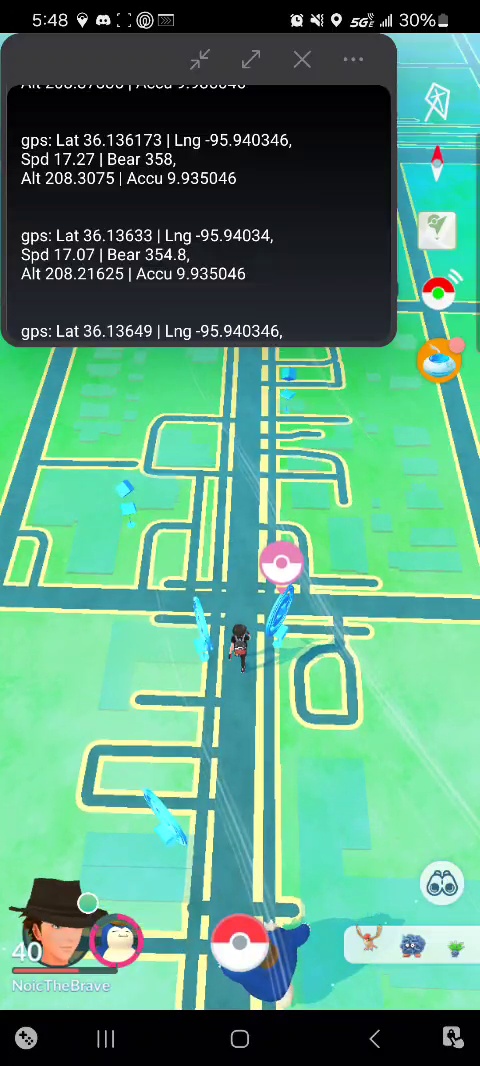 5:48
5GE
30%
gps: Lat 36.136173 | Lng -95.940346,
Spd 17.27 | Bear 358,
Alt 208.3075 | Accu 9.935046
gps: Lat 36.13633 | Lng -95.94034,
Spd 17.07 | Bear 354.8,
Alt 208.21625 | Accu 9.935046
gps: Lat 36.13649 | Lng -95.940346,
40
NoicTheBrave